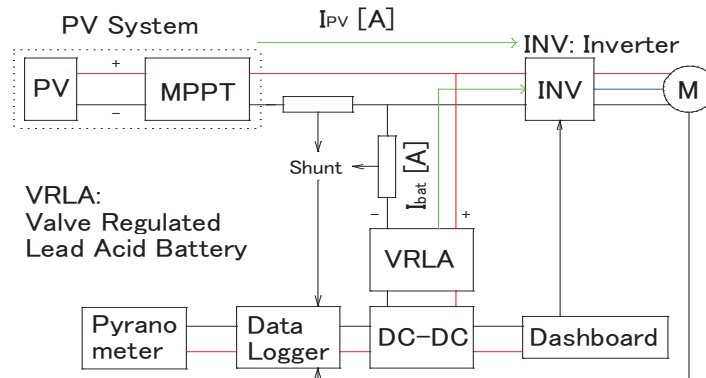 PV System
IPV [A]
INV: Inverter
+
PV
MPPT
INV
M
−
−
Shunt
Ibat [A]
VRLA:
Valve Regulated
Lead Acid Battery
−
+
VRLA
Pyrano
meter
Data
Logger
DC−DC
Dashboard